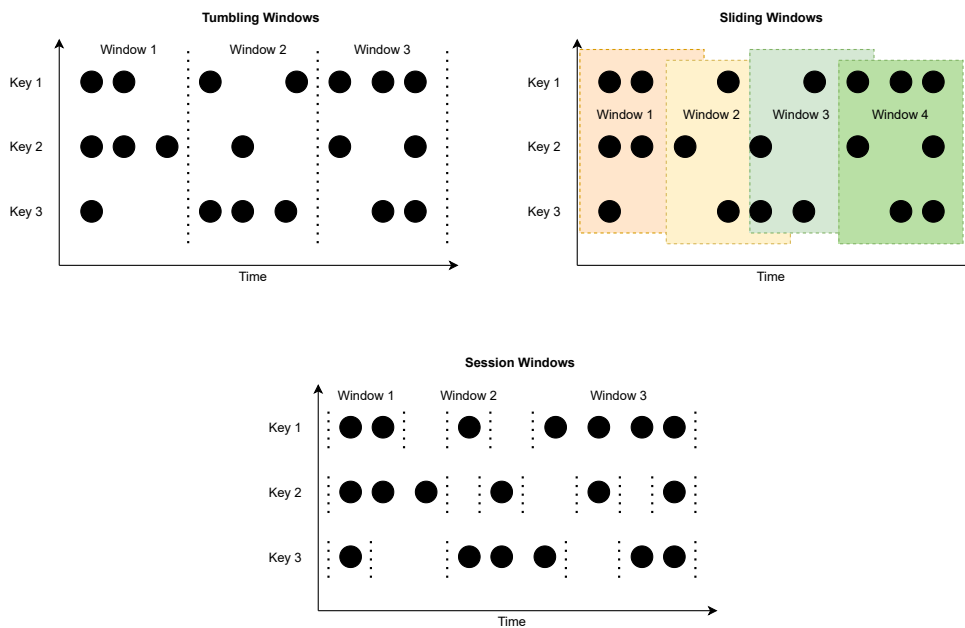 Tumbling Windows
Window 1 Window 2 Window 3
Key 1
Key 2
Key 3
Time
Sliding Windows
Key 1
Window 1 Window 2 Window 3 Window 4
Key 2
Key 3
Time
Session Windows
Window 1 Window 2 Window 3
Key 1
Key 2
Key 3
Time